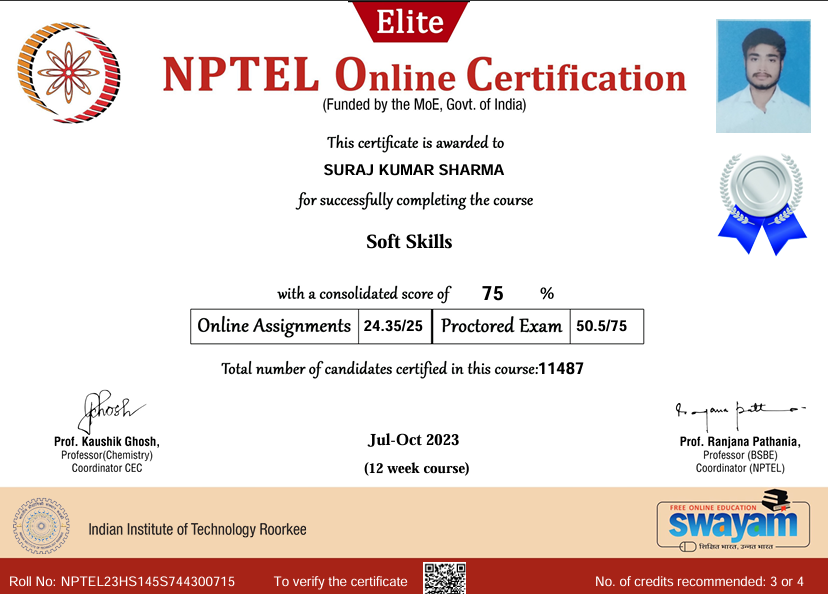 Elite
NPTEL Online Certification
(Funded by the MoE, Govt. of India)
This certificate is awarded to
SURAJ KUMAR SHARMA
for successfully completing the course
Soft Skills
with a consolidated score of 75 %
Online Assignments 24.35/25 Proctored Exam 50.5/75
Total number of candidates certified in this course:11487
Prof. Kaushik Ghosh,
Professor(Chemistry)
Coordinator CEC
Jul-Oct 2023
(12 week course)
Prof. Ranjana Pathania,
Professor (BSBE)
Coordinator (NPTEL)
Indian Institute of Technology Roorkee
FREE ONLINE EDUCATION
swayam
शिक्षित भारत, उन्नत भारत
Roll No: NPTEL23HS145S744300715 To verify the certificate No. of credits recommended: 3 or 4